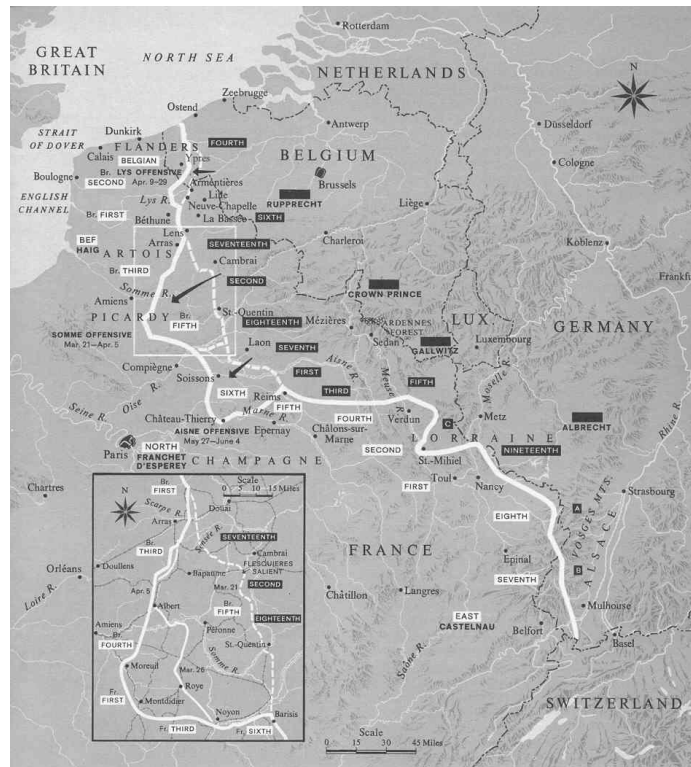 Rotterdam
GREAT
BRITAIN
NORTH SEA
NETHERLANDS
N
Zeebrugge
Ostend
Antwerp
Düsseldorf
STRAIT
OF DOVER
Dunkirk
Calais
FLANDERS
FOURTH
BELGIAN
Ypres
BELGIUM
Cologne
Boulogne
Br.
SECOND
LYS OFFENSIVE
Apr. 9–29
Armentières
Brussels
ENGLISH
CHANNEL
Lys R.
Lille
Neuve-Chapelle
RUPPRECHT
Liège
Br. FIRST
Béthune
La Bassée
SIXTH
BEF
HAIG
Lens
Arras
ARTOIS
SEVENTEENTH
Charleroi
Koblenz
Br. THIRD
Cambrai
SECOND
Frankfu
Somme R.
Amiens
CROWN PRINCE
PICARDY
Br.
FIFTH
St.-Quentin
EIGHTEENTH
Mézières
ARDENNES
FOREST
LUX
GERMANY
SOMME OFFENSIVE
Mar. 21–Apr. 5
Laon
SEVENTH
Sedan
GALLWITZ
Luxembourg
Compiègne
Soissons
Aisne R.
FIRST
Oise R.
SIXTH
Reims
THIRD
FIFTH
Meuse R.
Moselle R.
Seine R.
Château-Thierry
Marne R.
FIFTH
FOURTH
Verdun
C
Metz
ALBRECHT
Rhine R.
AISNE OFFENSIVE
May 27–June 4
Epernay
Châlons-sur-
Marne
LORRAINE
Paris
NORTH
FRANCHET
D'ESPEREY
CHAMPAGNE
SECOND
St.-Mihiel
NINETEENTH
Chartres
FIRST
Toul
Nancy
Strasbourg
EIGHTH
A
VOSGES MTS.
ALSACE
B
FRANCE
Epinal
SEVENTH
Orléans
Loire R.
Châtillon
Langres
Mulhouse
EAST
CASTELNAU
Belfort
Basel
Saône R.
SWITZERLAND
Scale
0 15 30 45 Miles
Br.
FIRST
Scale
0 5 10 15 Miles
N
Scarpe R.
Douai
Arras
Sensée R.
SEVENTEENTH
Br.
THIRD
Cambrai
FLESQUIERES
SALIENT
Doullens
Bapaume
Mar. 21
SECOND
Apr. 5
Br.
FIFTH
Albert
EIGHTEENTH
Amiens
Br.
FOURTH
Péronne
St.-Quentin
Somme R.
Moreuil
Mar. 26
Roye
Fr.
FIRST
Montdidier
Noyon
Barisis
Fr. THIRD
Fr. SIXTH